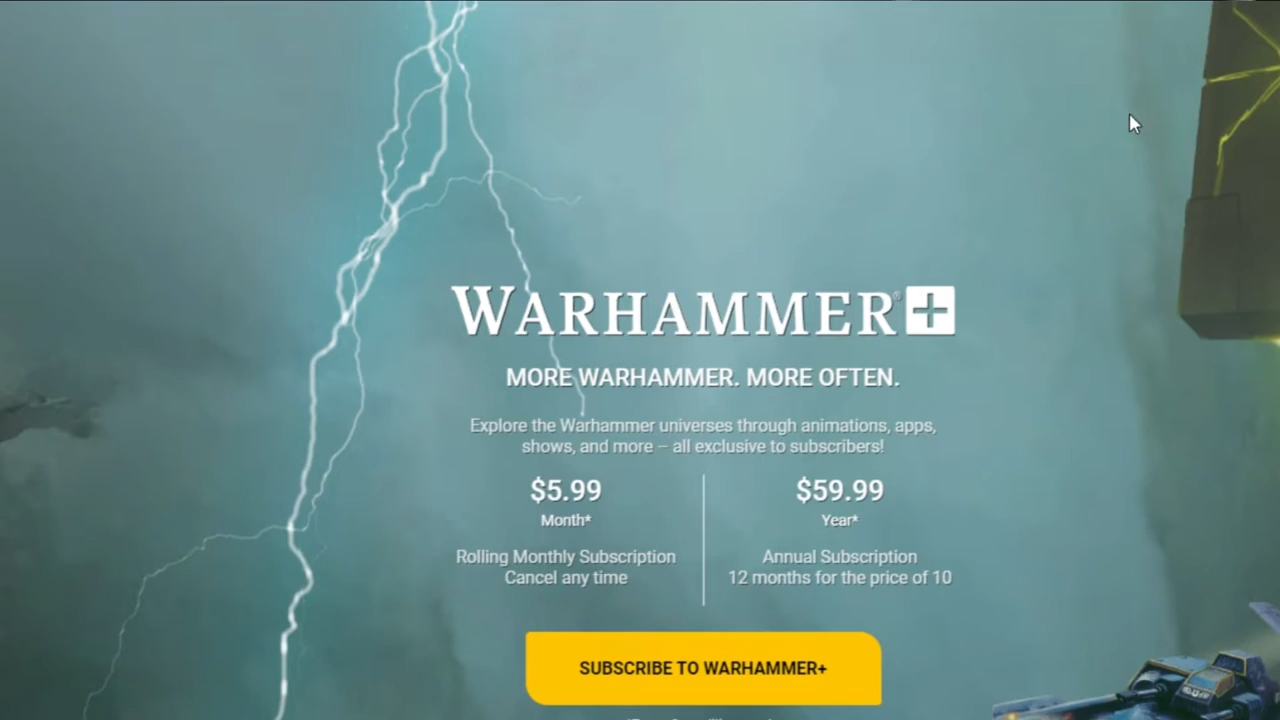 WARHAMMER®+
MORE WARHAMMER. MORE OFTEN.
Explore the Warhammer universes through animations, apps,
shows, and more – all exclusive to subscribers!
$5.99
Month*
Rolling Monthly Subscription
Cancel any time
$59.99
Year*
Annual Subscription
12 months for the price of 10
SUBSCRIBE TO WARHAMMER+